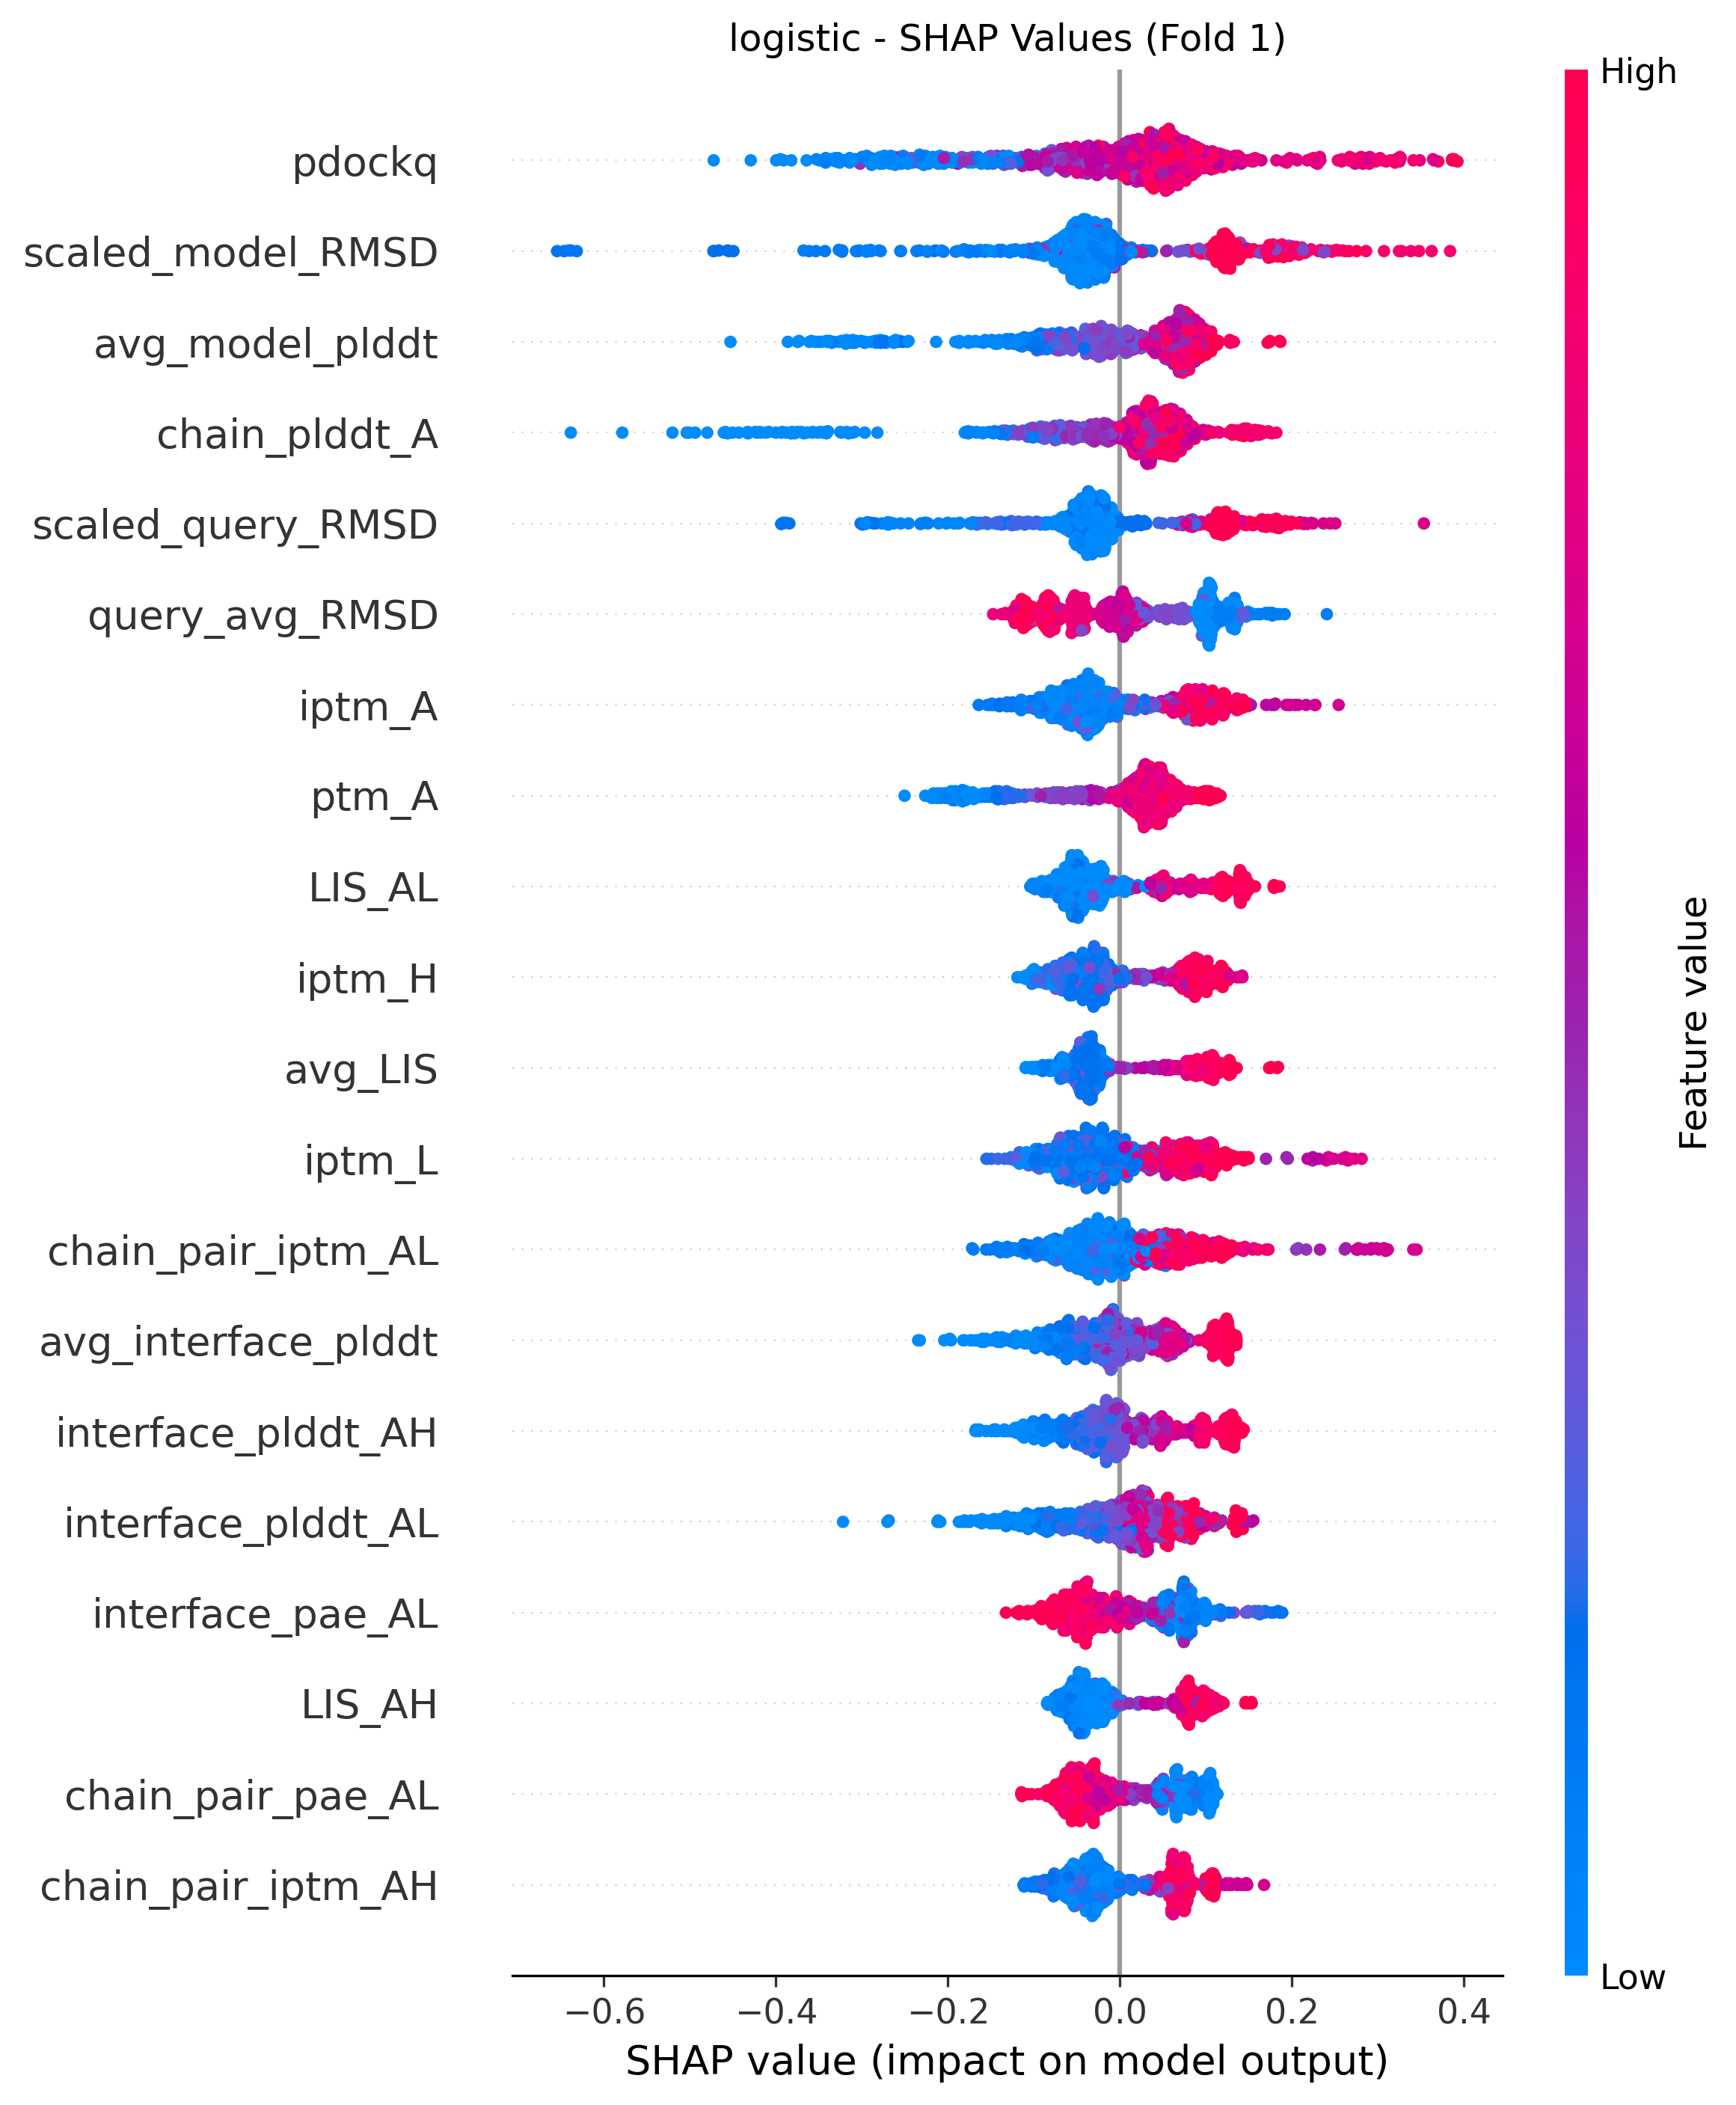 logistic - SHAP Values (Fold 1)
High
pdockq
scaled_model_RMSD
avg_model_plddt
chain_plddt_A
scaled_query_RMSD
query_avg_RMSD
iptm_A
ptm_A
LIS_AL
iptm_H
avg_LIS
iptm_L
chain_pair_iptm_AL
avg_interface_plddt
interface_plddt_AH
interface_plddt_AL
interface_pae_AL
LIS_AH
chain_pair_pae_AL
chain_pair_iptm_AH
Feature value
Low
−0.6 −0.4 −0.2 0.0 0.2 0.4
SHAP value (impact on model output)